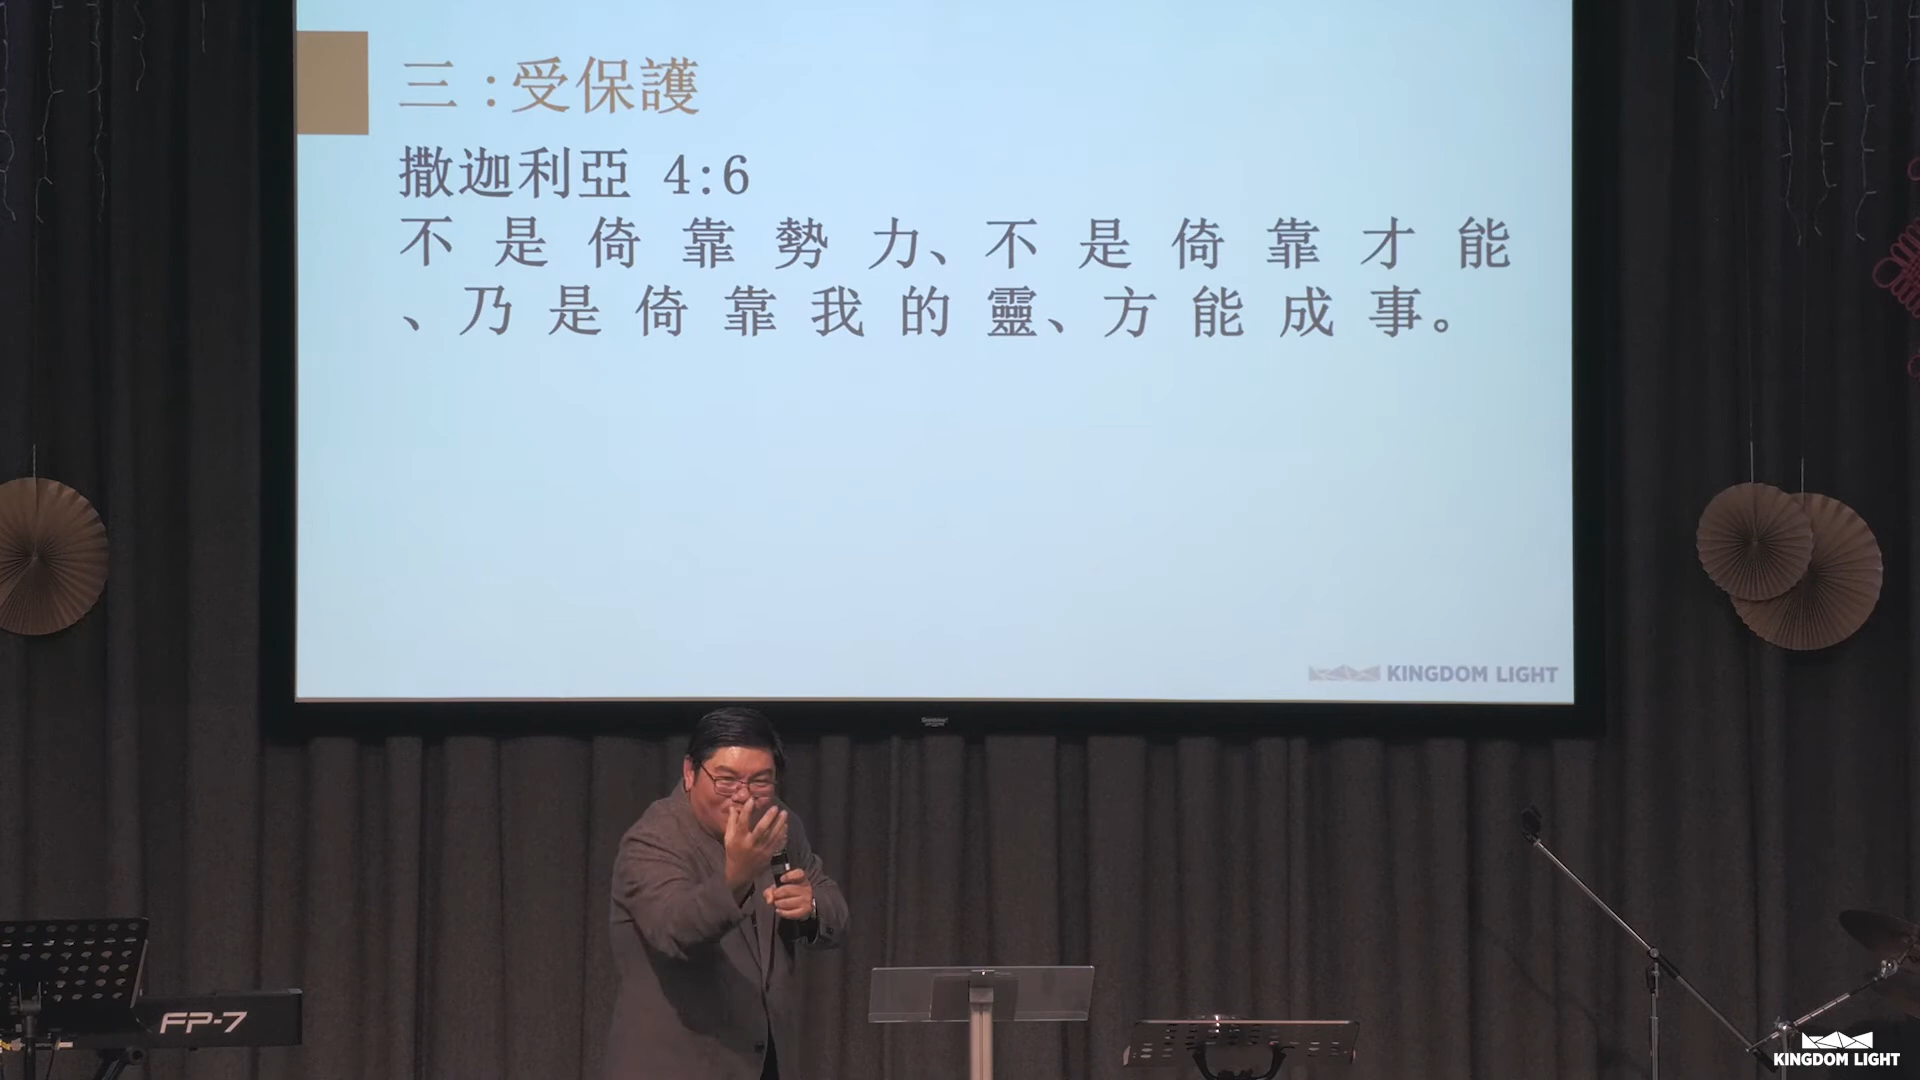 三:受保護
撒迦利亞 4:6
不是倚靠勢力、不是倚靠才能
、乃是倚靠我的靈、方能成事。
KINGDOM LIGHT
FP-7
KINGDOM LIGHT